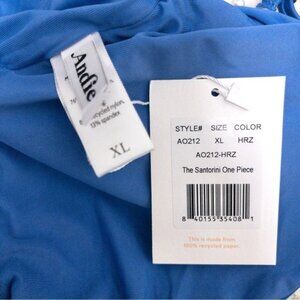 Andie
recycled nylon,
13% spandex
XL
STYLE# SIZE COLOR
AO212 XL HRZ
AO212-HRZ
The Santorini One Piece
8 40155 35408 1
This is made from
100% recycled paper.